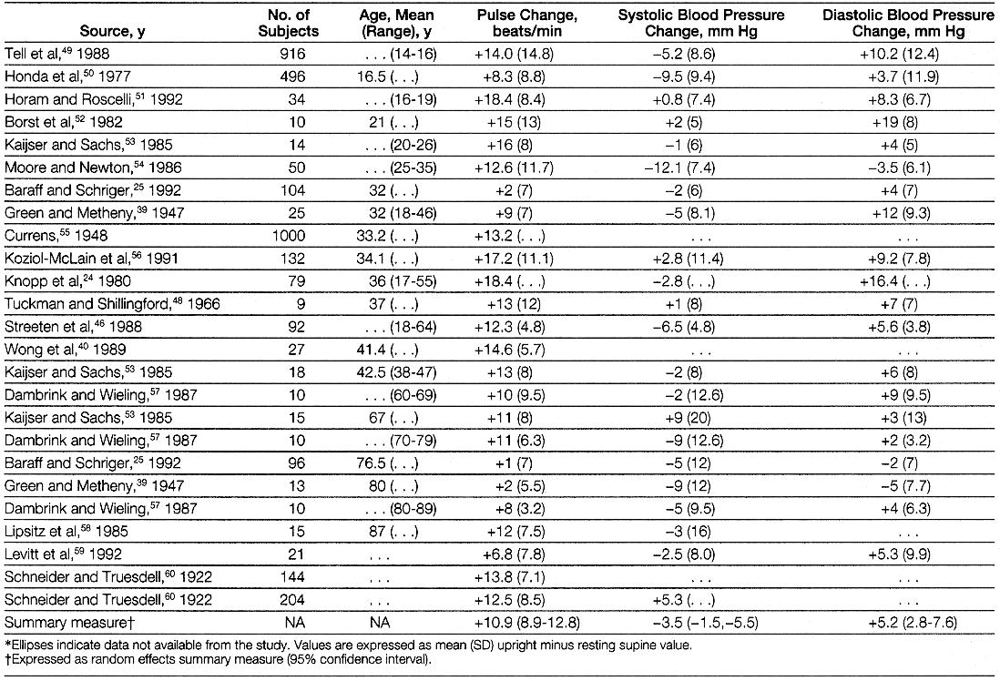 Source, y No. of Subjects Age, Mean (Range), y Pulse Change, beats/min Systolic Blood Pressure Change, mm Hg Diastolic Blood Pressure Change, mm Hg
Tell et al,49 1988 916 . . . (14-16) +14.0 (14.8) −5.2 (8.6) +10.2 (12.4)
Honda et al,50 1977 496 16.5 (. . .) +8.3 (8.8) −9.5 (9.4) +3.7 (11.9)
Horam and Roscelli,51 1992 34 . . . (16-19) +18.4 (8.4) +0.8 (7.4) +8.3 (6.7)
Borst et al,52 1982 10 21 (. . .) +15 (13) +2 (5) +19 (8)
Kaijser and Sachs,53 1985 14 . . . (20-26) +16 (8) −1 (6) +4 (5)
Moore and Newton,54 1986 50 . . . (25-35) +12.6 (11.7) −12.1 (7.4) −3.5 (6.1)
Baraff and Schriger,25 1992 104 32 (. . .) +2 (7) −2 (6) +4 (7)
Green and Metheny,39 1947 25 32 (18-46) +9 (7) −5 (8.1) +12 (9.3)
Currens,55 1948 1000 33.2 (. . .) +13.2 (. . .) . . . . . .
Koziol-McLain et al,56 1991 132 34.1 (. . .) +17.2 (11.1) +2.8 (11.4) +9.2 (7.8)
Knopp et al,24 1980 79 36 (17-55) +18.4 (. . .) −2.8 (. . .) +16.4 (. . .)
Tuckman and Shillingford,48 1966 9 37 (. . .) +13 (12) +1 (8) +7 (7)
Streeten et al,46 1988 92 . . . (18-64) +12.3 (4.8) −6.5 (4.8) +5.6 (3.8)
Wong et al,40 1989 27 41.4 (. . .) +14.6 (5.7) . . . . . .
Kaijser and Sachs,53 1985 18 42.5 (38-47) +13 (8) −2 (8) +6 (8)
Dambrink and Wieling,57 1987 10 . . . (60-69) +10 (9.5) −2 (12.6) +9 (9.5)
Kaijser and Sachs,53 1985 15 67 (. . .) +11 (8) +9 (20) +3 (13)
Dambrink and Wieling,57 1987 10 . . . (70-79) +11 (6.3) −9 (12.6) +2 (3.2)
Baraff and Schriger,25 1992 96 76.5 (. . .) +1 (7) −5 (12) −2 (7)
Green and Metheny,39 1947 13 80 (. . .) +2 (5.5) −9 (12) −5 (7.7)
Dambrink and Wieling,57 1987 10 . . . (80-89) +8 (3.2) −5 (9.5) +4 (6.3)
Lipsitz et al,58 1985 15 87 (. . .) +12 (7.5) −3 (16) . . .
Levitt et al,59 1992 21 . . . +6.8 (7.8) −2.5 (8.0) +5.3 (9.9)
Schneider and Truesdell,60 1922 144 . . . +13.8 (7.1) . . . . . .
Schneider and Truesdell,60 1922 204 . . . +12.5 (8.5) +5.3 (. . .) . . .
Summary measure† NA NA +10.9 (8.9-12.8) −3.5 (−1.5,−5.5) +5.2 (2.8-7.6)
*Ellipses indicate data not available from the study. Values are expressed as mean (SD) upright minus resting supine value.
†Expressed as random effects summary measure (95% confidence interval).